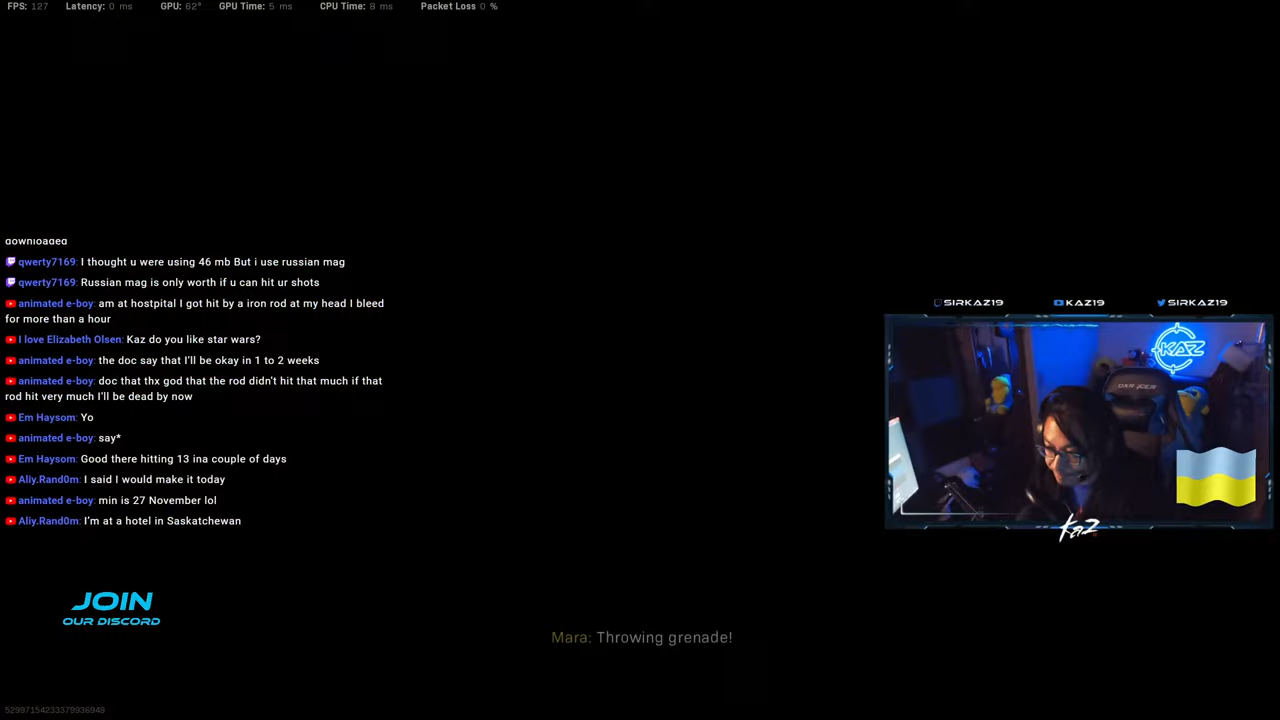 FPS: 127 Latency: 0 ms GPU: 62° GPU Time: 5 ms CPU Time: 8 ms Packet Loss 0 %
downloaded
qwerty7169: I thought u were using 46 mb But i use russian mag
qwerty7169: Russian mag is only worth if u can hit ur shots
animated e-boy: am at hostpital I got hit by a iron rod at my head I bleed
for more than a hour
I love Elizabeth Olsen: Kaz do you like star wars?
animated e-boy: the doc say that I'll be okay in 1 to 2 weeks
animated e-boy: doc that thx god that the rod didn't hit that much if that
rod hit very much I'll be dead by now
Em Haysom: Yo
animated e-boy: say*
Em Haysom: Good there hitting 13 ina couple of days
Aliy.Rand0m: I said I would make it today
animated e-boy: min is 27 November lol
Aliy.Rand0m: I'm at a hotel in Saskatchewan
SIRKAZ19 KAZ19 SIRKAZ19
KAZ
DXRACER
KaZ
JOIN
OUR DISCORD
Mara: Throwing grenade!
52997154233379936949